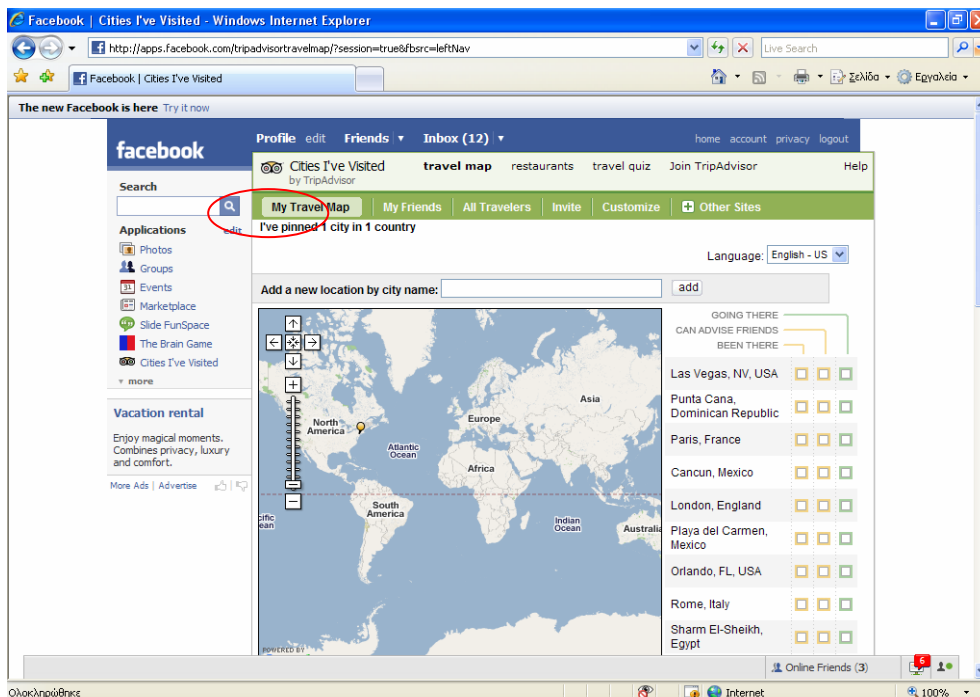 Facebook | Cities I've Visited - Windows Internet Explorer
http://apps.facebook.com/tripadvisortravelmap/?session=true&fbsrc=leftNav
Live Search
Facebook | Cities I've Visited
Σελίδα
Εργαλεία
The new Facebook is here Try it now
facebook
Profile edit Friends Inbox (12)
home account privacy logout
Cities I've Visited
by TripAdvisor
travel map restaurants travel quiz Join TripAdvisor Help
Search
My Travel Map My Friends All Travelers Invite Customize Other Sites
Applications edit
I've pinned 1 city in 1 country
Photos
Groups
Events
31
Marketplace
Slide FunSpace
The Brain Game
Cities I've Visited
more
Language: English - US
Add a new location by city name: add
GOING THERE
CAN ADVISE FRIENDS
BEEN THERE
Vacation rental
Enjoy magical moments.
Combines privacy, luxury
and comfort.
More Ads | Advertise
North
America
Europe
Asia
Atlantic
Ocean
Africa
South
America
cific
ean
Indian
Ocean
Australia
POWERED BY
Las Vegas, NV, USA
Punta Cana,
Dominican Republic
Paris, France
Cancun, Mexico
London, England
Playa del Carmen,
Mexico
Orlando, FL, USA
Rome, Italy
Sharm El-Sheikh,
Egypt
Online Friends (3)
6
Ολοκληρώθηκε
Internet
100%